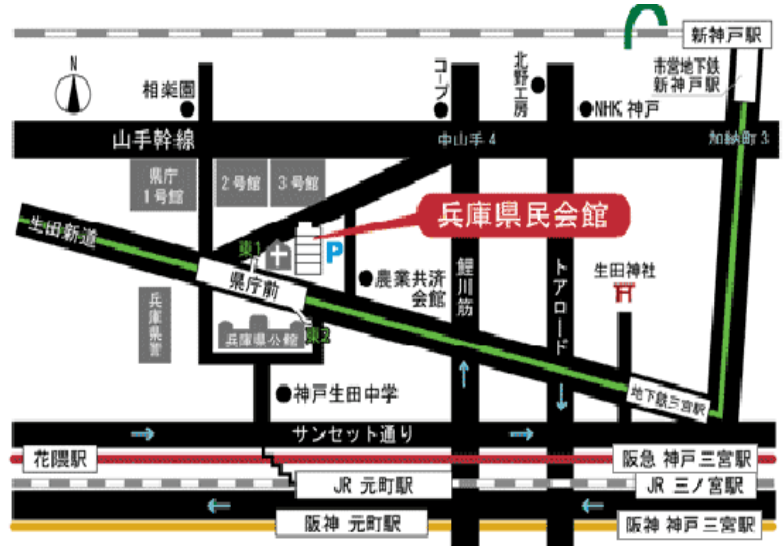 新神戸駅
N
相楽園
コープ
北野工房
市営地下鉄
新神戸駅
NHK 神戸
山手幹線
中山手4
加納町3
県庁
1号館
2号館
3号館
兵庫県民会館
生田新道
東1
P
県庁前
農業共済
会館
鯉川筋
トアロード
生田神社
兵庫県警
兵庫県公館
東2
神戸生田中学
地下鉄三宮駅
サンセット通り
花隈駅
阪急 神戸三宮駅
JR 元町駅
JR 三ノ宮駅
阪神 元町駅
阪神 神戸三宮駅